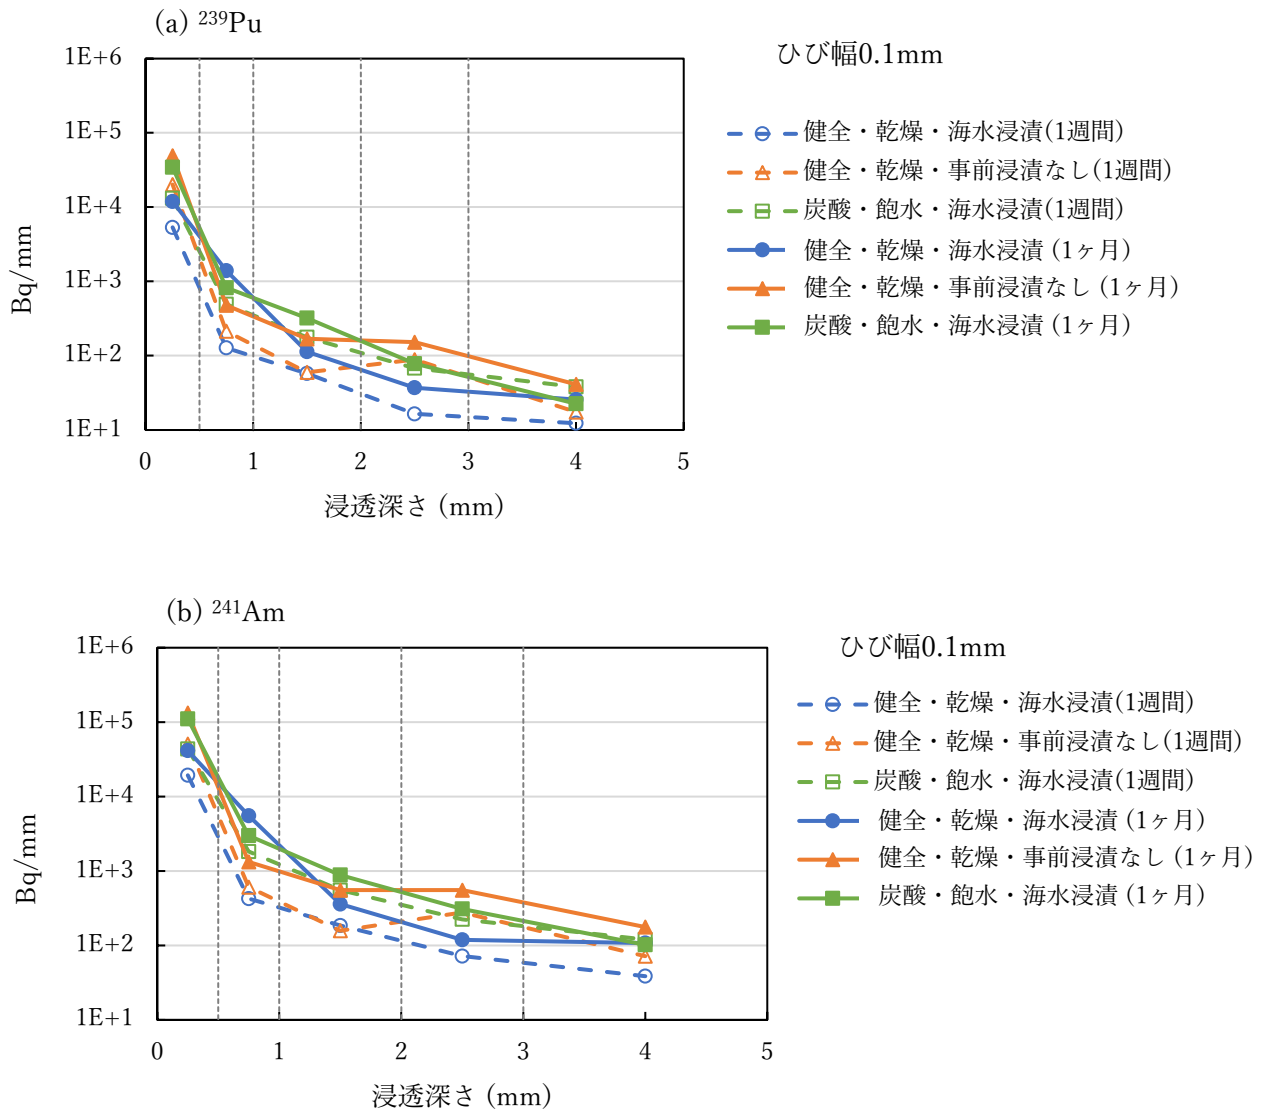 (a) ²³⁹Pu
ひび幅0.1mm
1E+6
1E+5
1E+4
1E+3
1E+2
1E+1
Bq/mm
0 1 2 3 4 5
浸透深さ (mm)
健全・乾燥・海水浸漬(1週間)
健全・乾燥・事前浸漬なし(1週間)
炭酸・飽水・海水浸漬(1週間)
健全・乾燥・海水浸漬 (1ヶ月)
健全・乾燥・事前浸漬なし (1ヶ月)
炭酸・飽水・海水浸漬 (1ヶ月)
(b) ²⁴¹Am
ひび幅0.1mm
1E+6
1E+5
1E+4
1E+3
1E+2
1E+1
Bq/mm
0 1 2 3 4 5
浸透深さ (mm)
健全・乾燥・海水浸漬(1週間)
健全・乾燥・事前浸漬なし(1週間)
炭酸・飽水・海水浸漬(1週間)
健全・乾燥・海水浸漬 (1ヶ月)
健全・乾燥・事前浸漬なし (1ヶ月)
炭酸・飽水・海水浸漬 (1ヶ月)